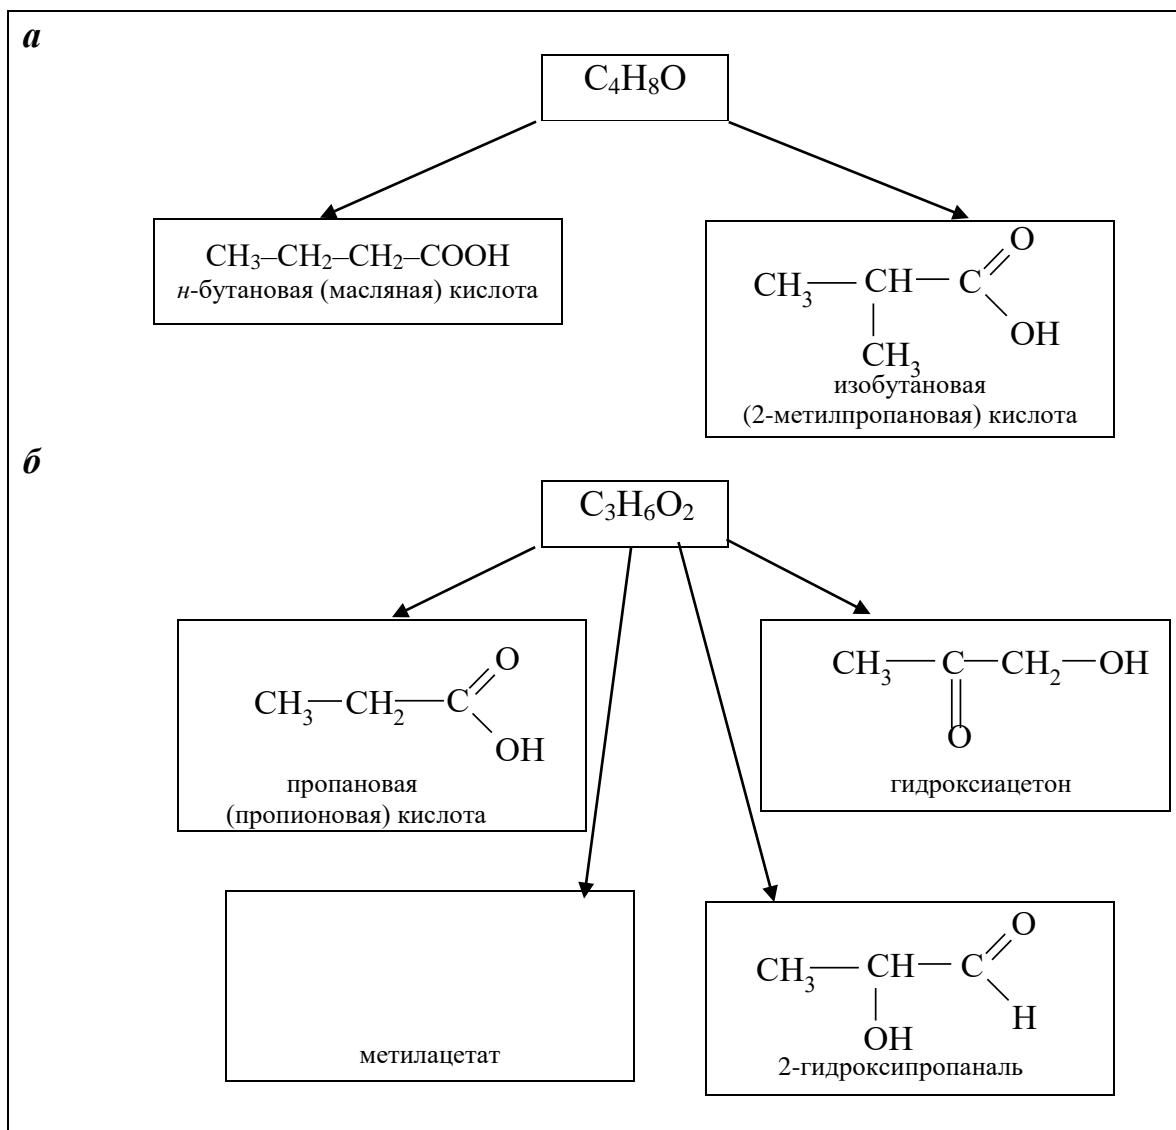 а
C₄H₈O
CH₃–CH₂–CH₂–COOH
н-бутановая (масляная) кислота
O
CH₃—CH—C
OH
CH₃
изобутановая
(2-метилпропановая) кислота
б
C₃H₆O₂
O
CH₃—CH₂—C
OH
пропановая
(пропионовая) кислота
CH₃—C—CH₂—OH
O
гидроксиацетон
метилацетат
O
CH₃—CH—C
H
OH
2-гидроксипропаналь